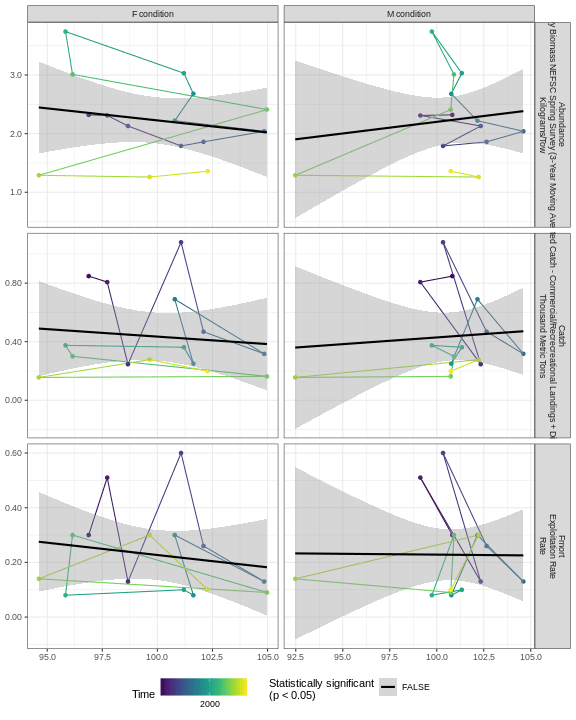 F condition
M condition
3.0
2.0
1.0
Abundance
Biomass NEFSC Spring Survey (3-Year Moving
Kilograms/Tow
0.80
0.40
0.00
Catch
Catch - Commercial/Recreational Landings +
Thousand Metric Tons
0.60
0.40
0.20
0.00
Fmort
Exploitation Rate
Rate
95.0 97.5 100.0 102.5 105.0
92.5 95.0 97.5 100.0 102.5 105.0
Time
2000
Statistically significant
(p < 0.05)
FALSE